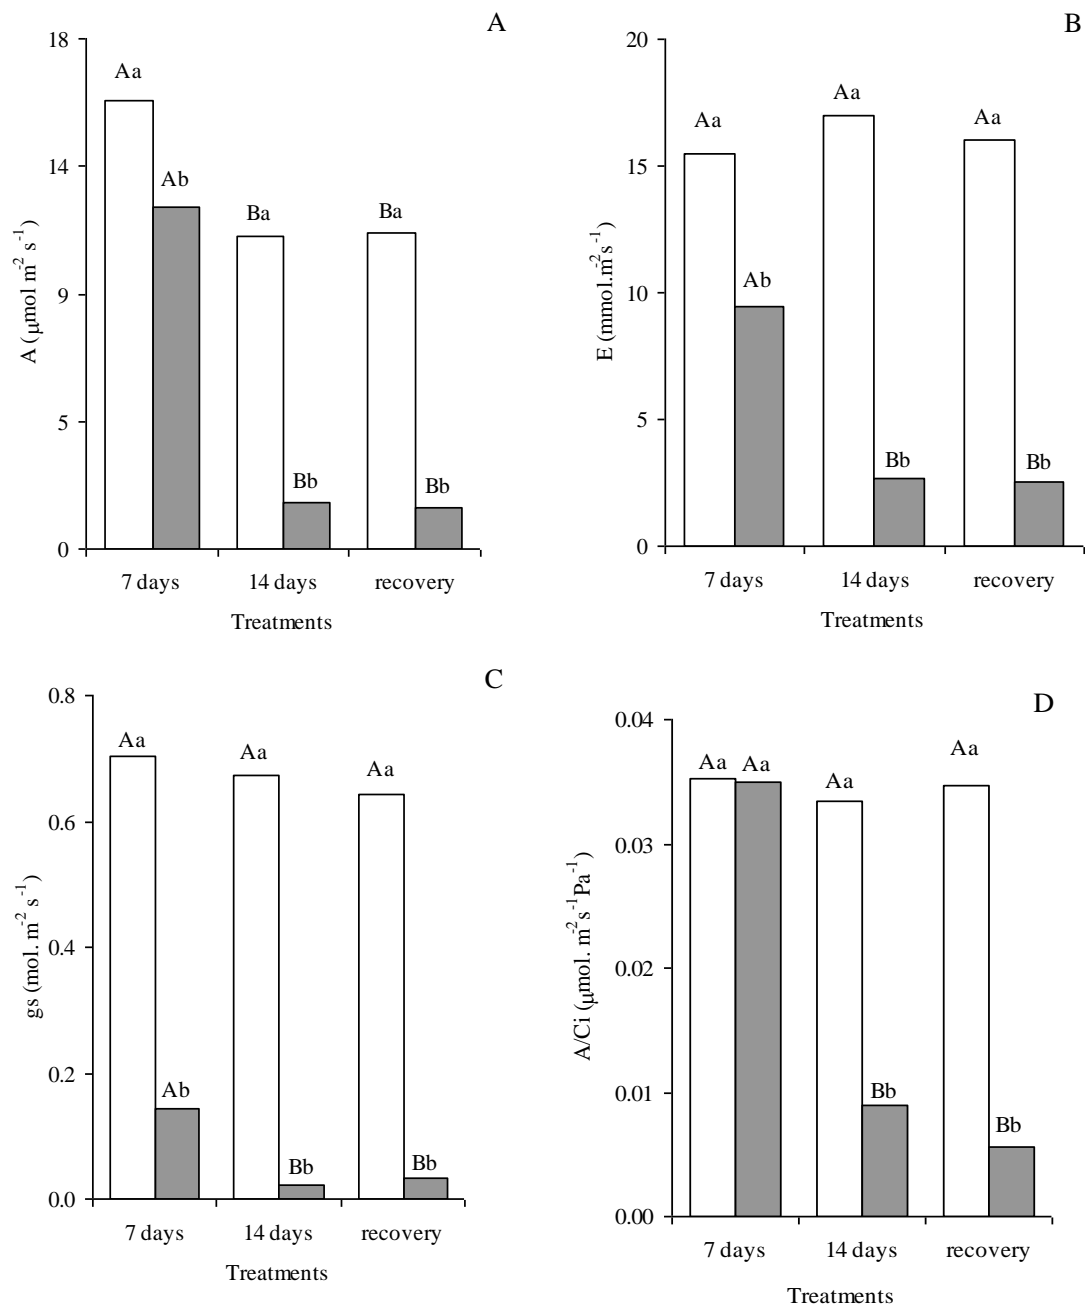 A
18
14
9
5
0
A (μmol m⁻² s⁻¹)
Aa
Ab
Ba
Bb
Ba
Bb
7 days 14 days recovery
Treatments
B
20
15
10
5
0
E (mmol.m⁻²s⁻¹)
Aa
Ab
Aa
Bb
Aa
Bb
7 days 14 days recovery
Treatments
C
0.8
0.6
0.4
0.2
0.0
gs (mol. m⁻² s⁻¹)
Aa
Ab
Aa
Bb
Aa
Bb
7 days 14 days recovery
Treatments
D
0.04
0.03
0.02
0.01
0.00
A/Ci (μmol. m⁻²s⁻¹Pa⁻¹)
Aa
Aa
Aa
Bb
Aa
Bb
7 days 14 days recovery
Treatments